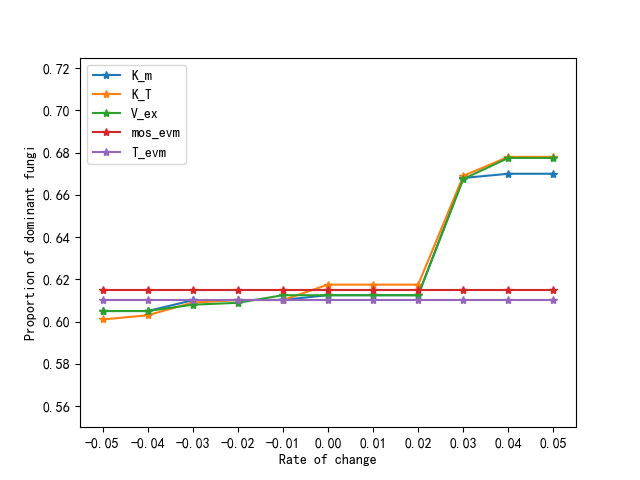 K_m
K_T
V_ex
mos_evm
T_evm
0.72
0.70
0.68
0.66
0.64
0.62
0.60
0.58
0.56
Proportion of dominant fungi
-0.05 -0.04 -0.03 -0.02 -0.01 0.00 0.01 0.02 0.03 0.04 0.05
Rate of change